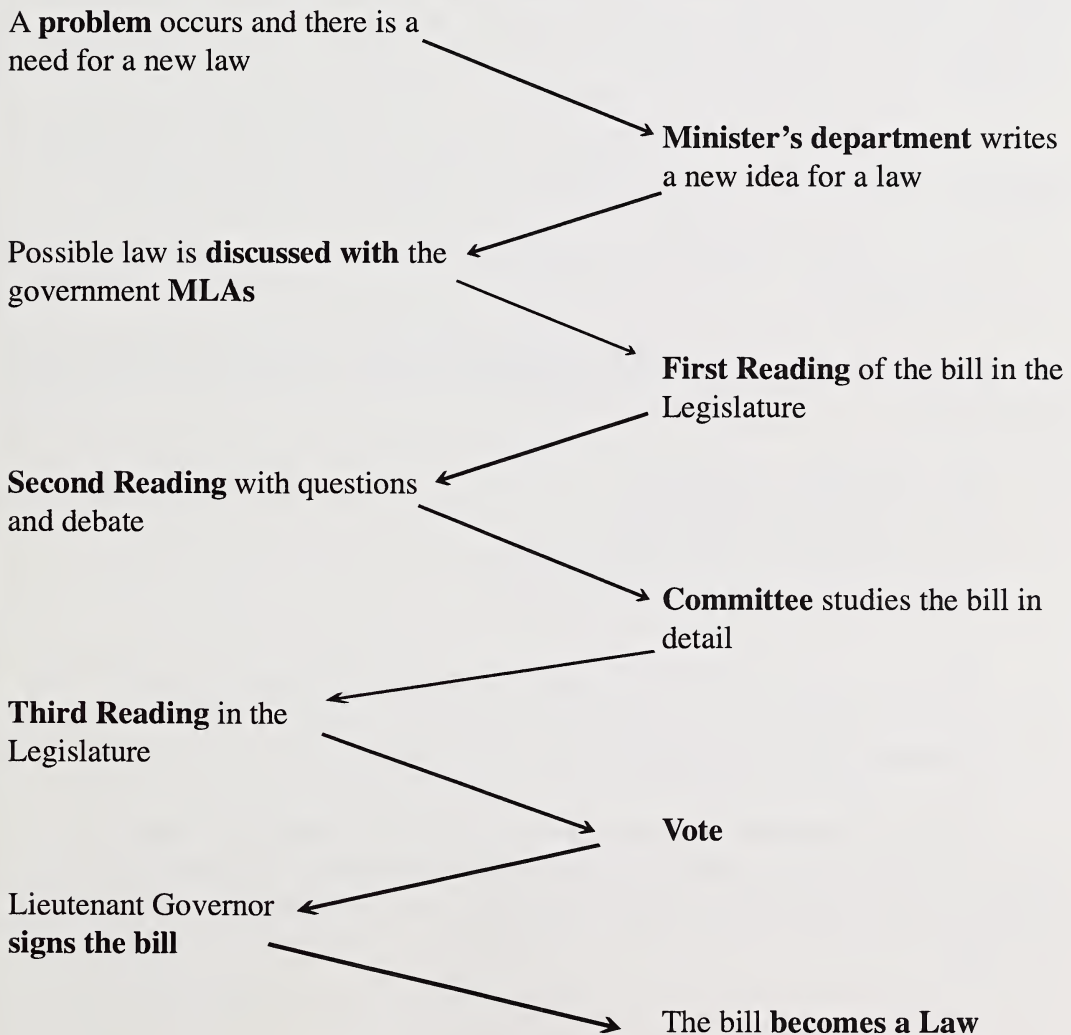 A problem occurs and there is a
need for a new law
Minister's department writes
a new idea for a law
Possible law is discussed with the
government MLAs
First Reading of the bill in the
Legislature
Second Reading with questions
and debate
Committee studies the bill in
detail
Third Reading in the
Legislature
Vote
Lieutenant Governor
signs the bill
The bill becomes a Law